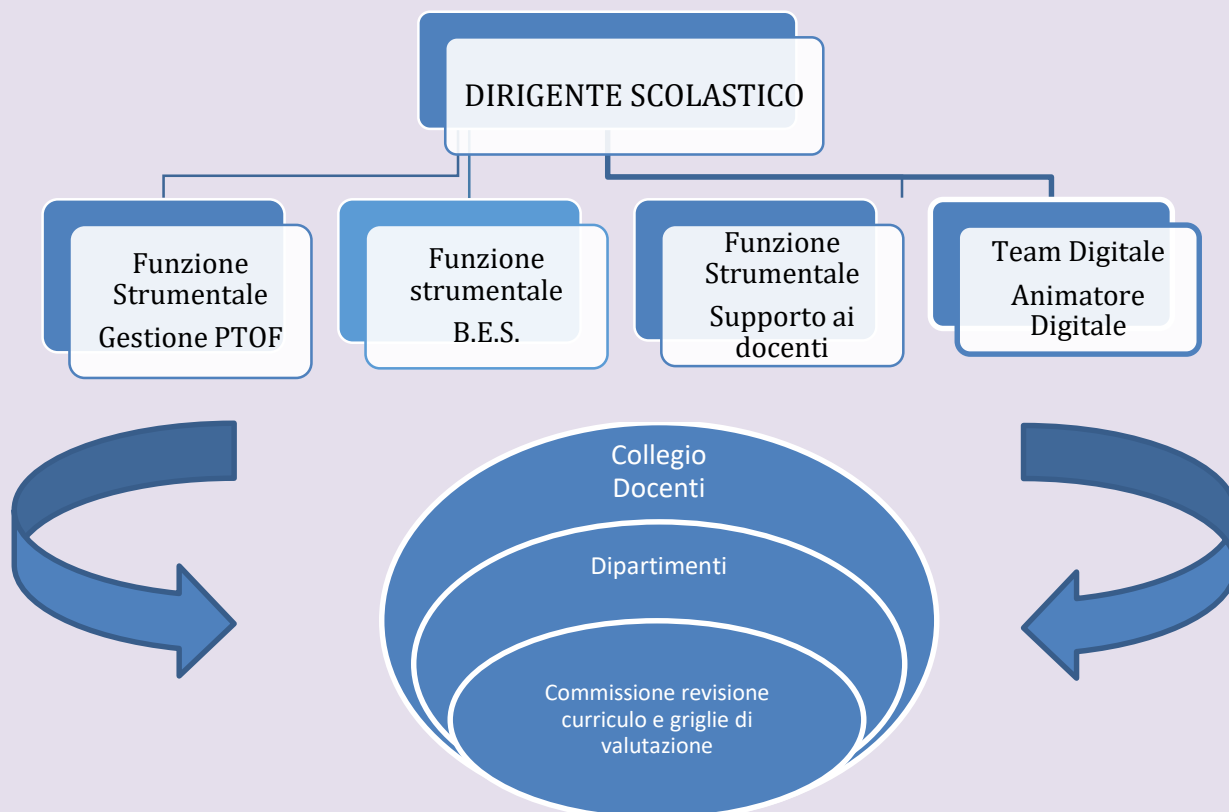 DIRIGENTE SCOLASTICO
Funzione
Strumentale
Gestione PTOF
Funzione
strumentale
B.E.S.
Funzione
Strumentale
Supporto ai
docenti
Team Digitale
Animatore
Digitale
Collegio
Docenti
Dipartimenti
Commissione revisione
curriculo e griglie di
valutazione